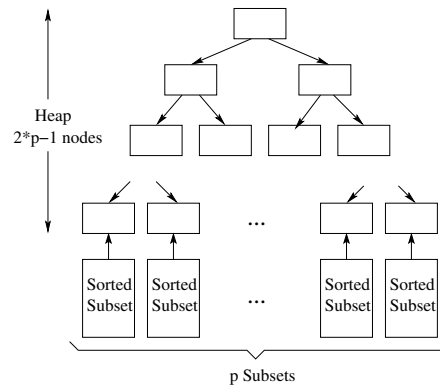 Heap
2*p−1 nodes
...
Sorted
Subset
Sorted
Subset
...
Sorted
Subset
Sorted
Subset
p Subsets